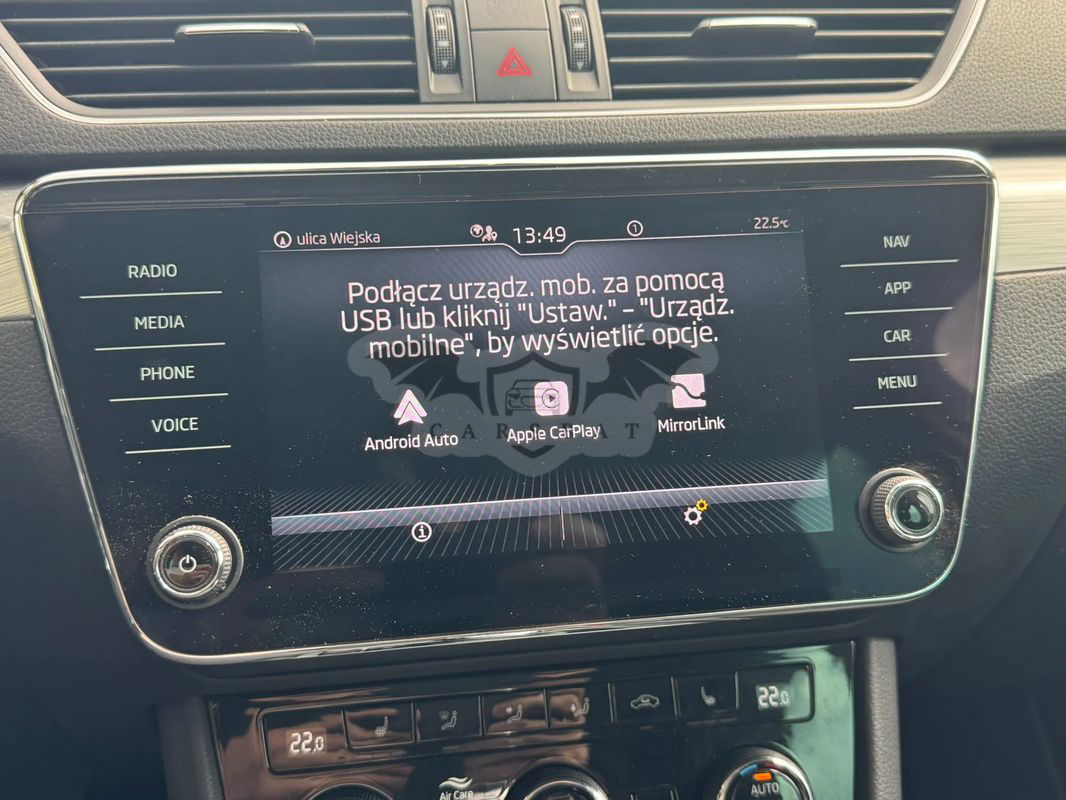 ulica Wiejska
13:49
1
22.5°C
RADIO
MEDIA
PHONE
VOICE
Podłącz urządz. mob. za pomocą
USB lub kliknij "Ustaw." – "Urządz.
mobilne", by wyświetlić opcje.
Android Auto
Apple CarPlay
MirrorLink
CARSPAT
NAV
APP
CAR
MENU
22.0
22.0
Air Care
AUTO